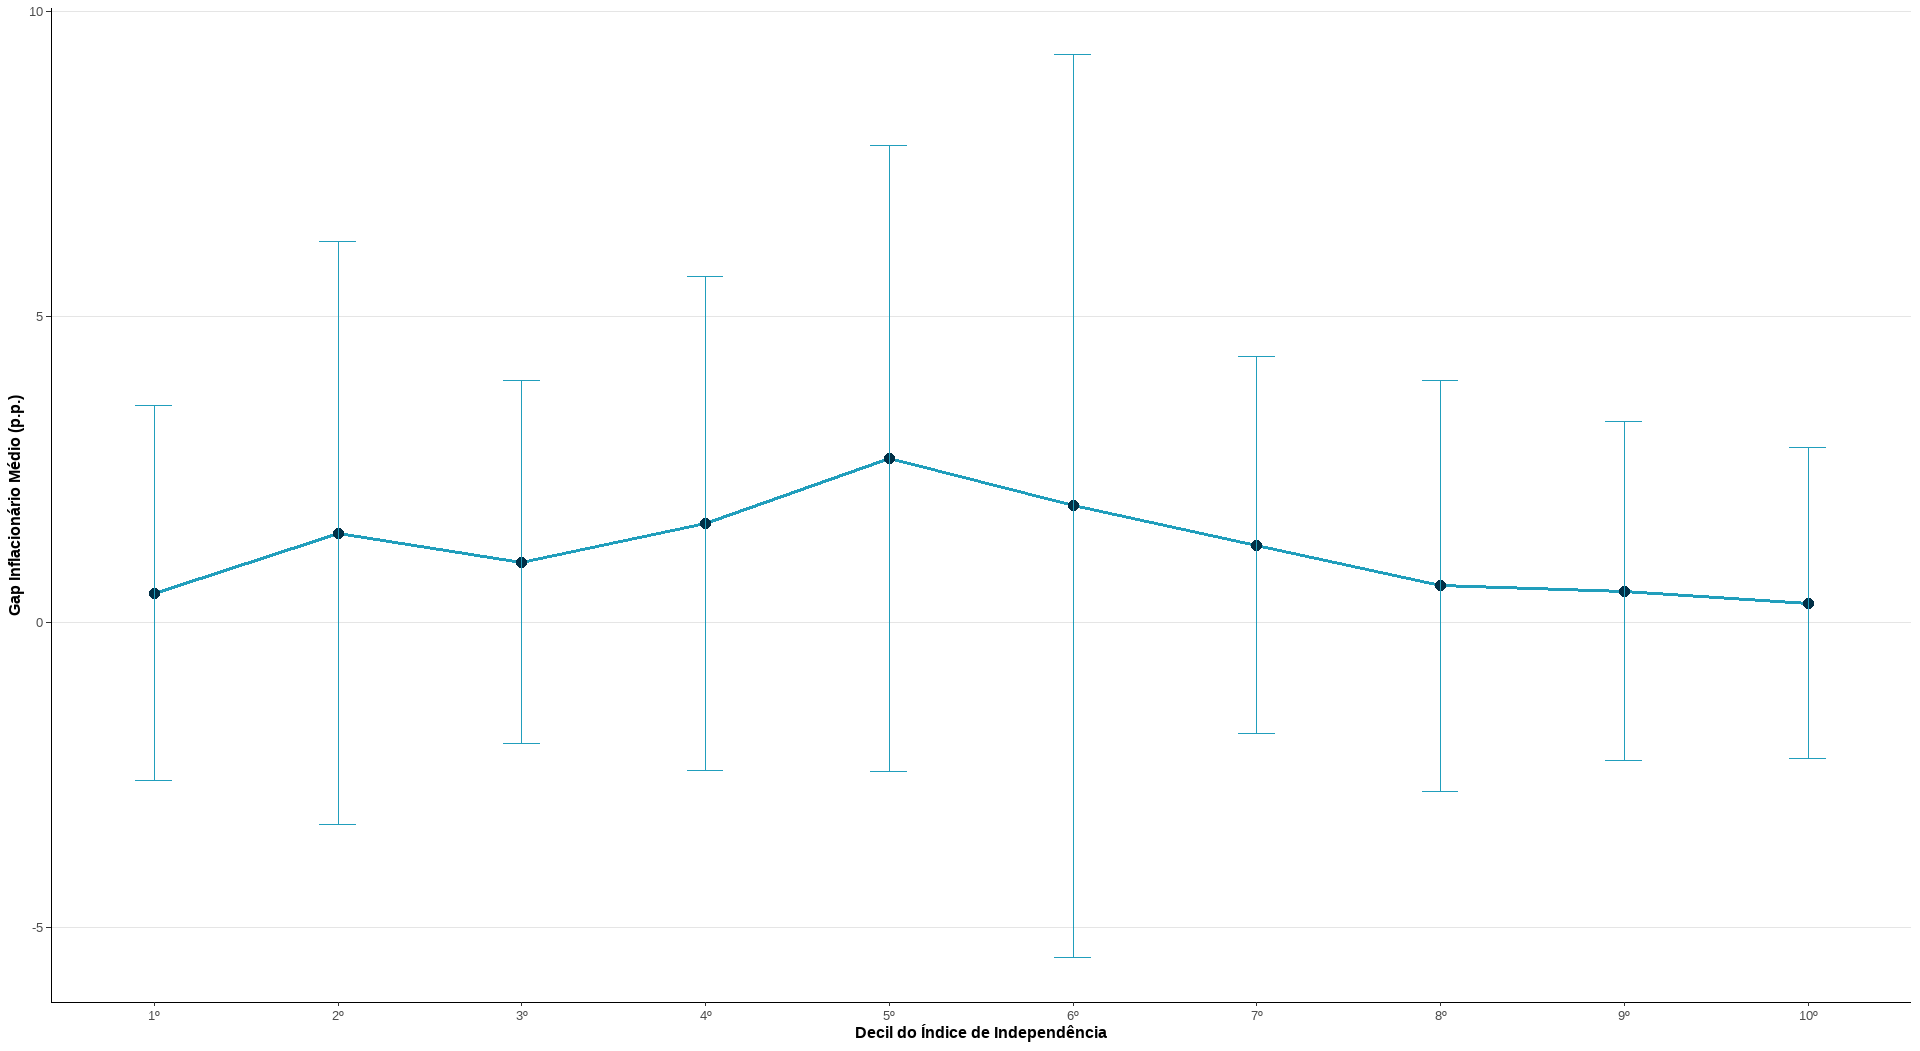 Gap Inflacionário Médio (p.p.)
10
5
0
-5
1º 2º 3º 4º 5º 6º 7º 8º 9º 10º
Decil do Índice de Independência